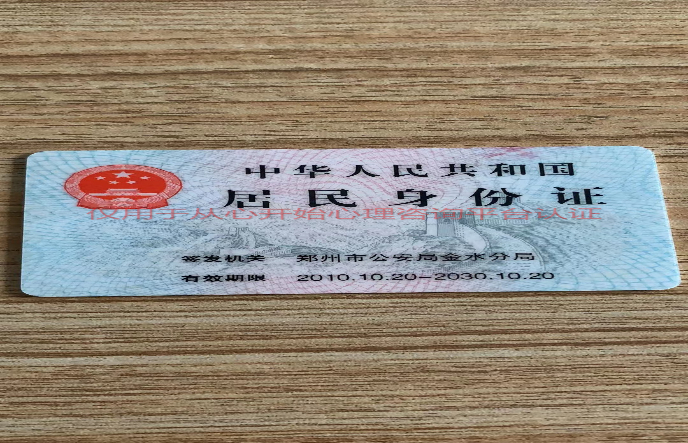 中华人民共和国
居民身份证
仅用于从心开始心理咨询平台认证
签发机关 郑州市公安局金水分局
有效期限 2010.10.20-2030.10.20